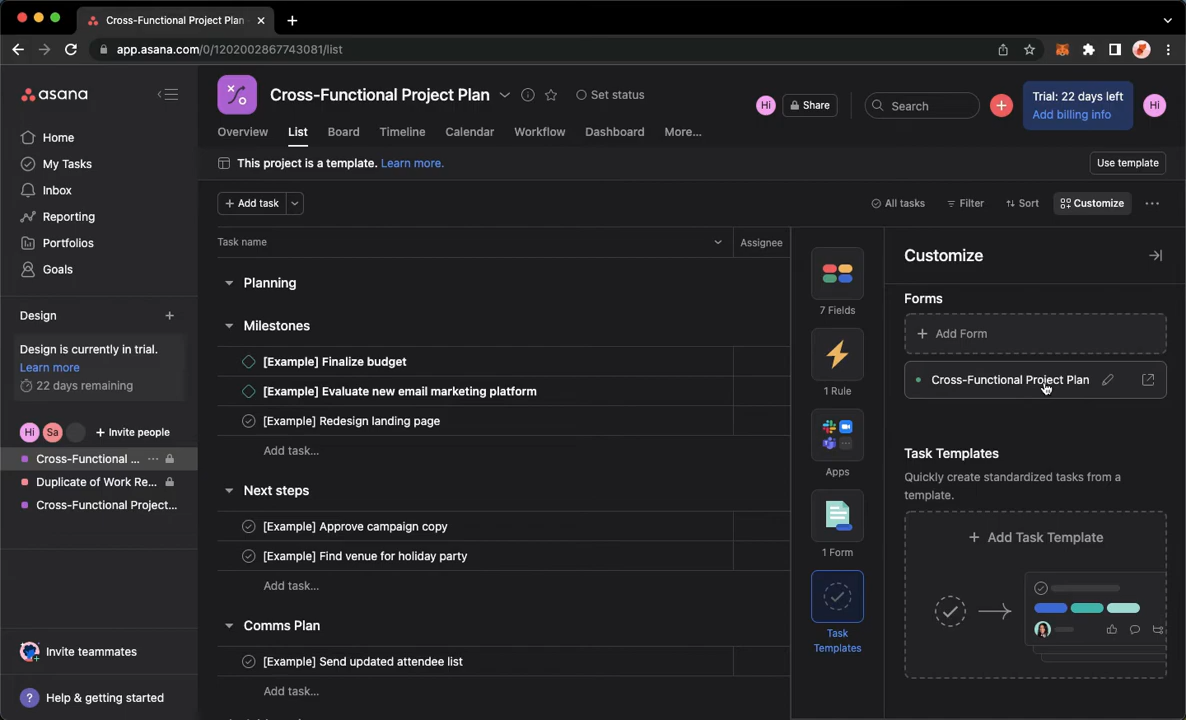 Cross-Functional Project Plan
app.asana.com/0/1202002867743081/list
asana
Home
My Tasks
Inbox
Reporting
Portfolios
Goals
Design
Design is currently in trial.
Learn more
22 days remaining
Hi Sa Invite people
Cross-Functional ...
Duplicate of Work Re...
Cross-Functional Project...
Invite teammates
? Help & getting started
Cross-Functional Project Plan
Set status
Hi
Share
Search
Trial: 22 days left
Add billing info
Hi
Overview
List
Board
Timeline
Calendar
Workflow
Dashboard
More...
This project is a template. Learn more.
Use template
+ Add task
All tasks
Filter
Sort
Customize
Task name
Assignee
Planning
Milestones
[Example] Finalize budget
[Example] Evaluate new email marketing platform
[Example] Redesign landing page
Add task...
Next steps
[Example] Approve campaign copy
[Example] Find venue for holiday party
Add task...
Comms Plan
[Example] Send updated attendee list
Add task...
7 Fields
1 Rule
Apps
1 Form
Task
Templates
Customize
Forms
+ Add Form
Cross-Functional Project Plan
Task Templates
Quickly create standardized tasks from a
template.
+ Add Task Template